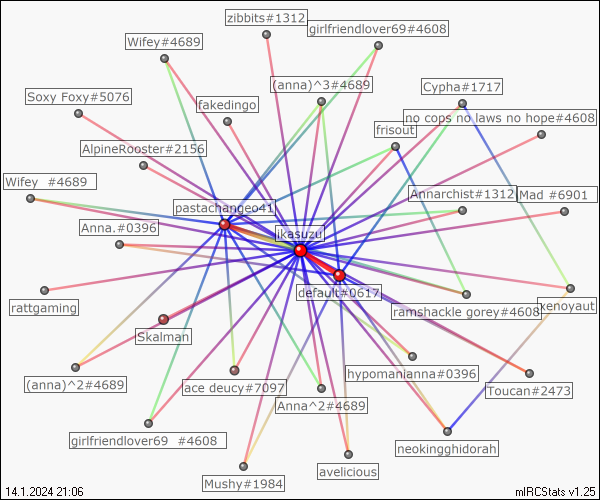 zibbits#1312
girlfriendlover69#4608
Wifey#4689
(anna)^3#4689
Cypha#1717
Soxy Foxy#5076
fakedingo
no cops no laws no hope#4608
frisout
AlpineRooster#2156
Wifey  #4689
Annarchist#1312
Mad #6901
pastachangeo41
Anna.#0396
ikasuzu
default#0617
rattgaming
ramshackle gorey#4608
xenoyaut
Skalman
(anna)^2#4689
ace deucy#7097
hypomanianna#0396
Toucan#2473
Anna^2#4689
girlfriendlover69  #4608
neokingghidorah
Mushy#1984
avelicious
14.1.2024 21:06
mIRCStats v1.25